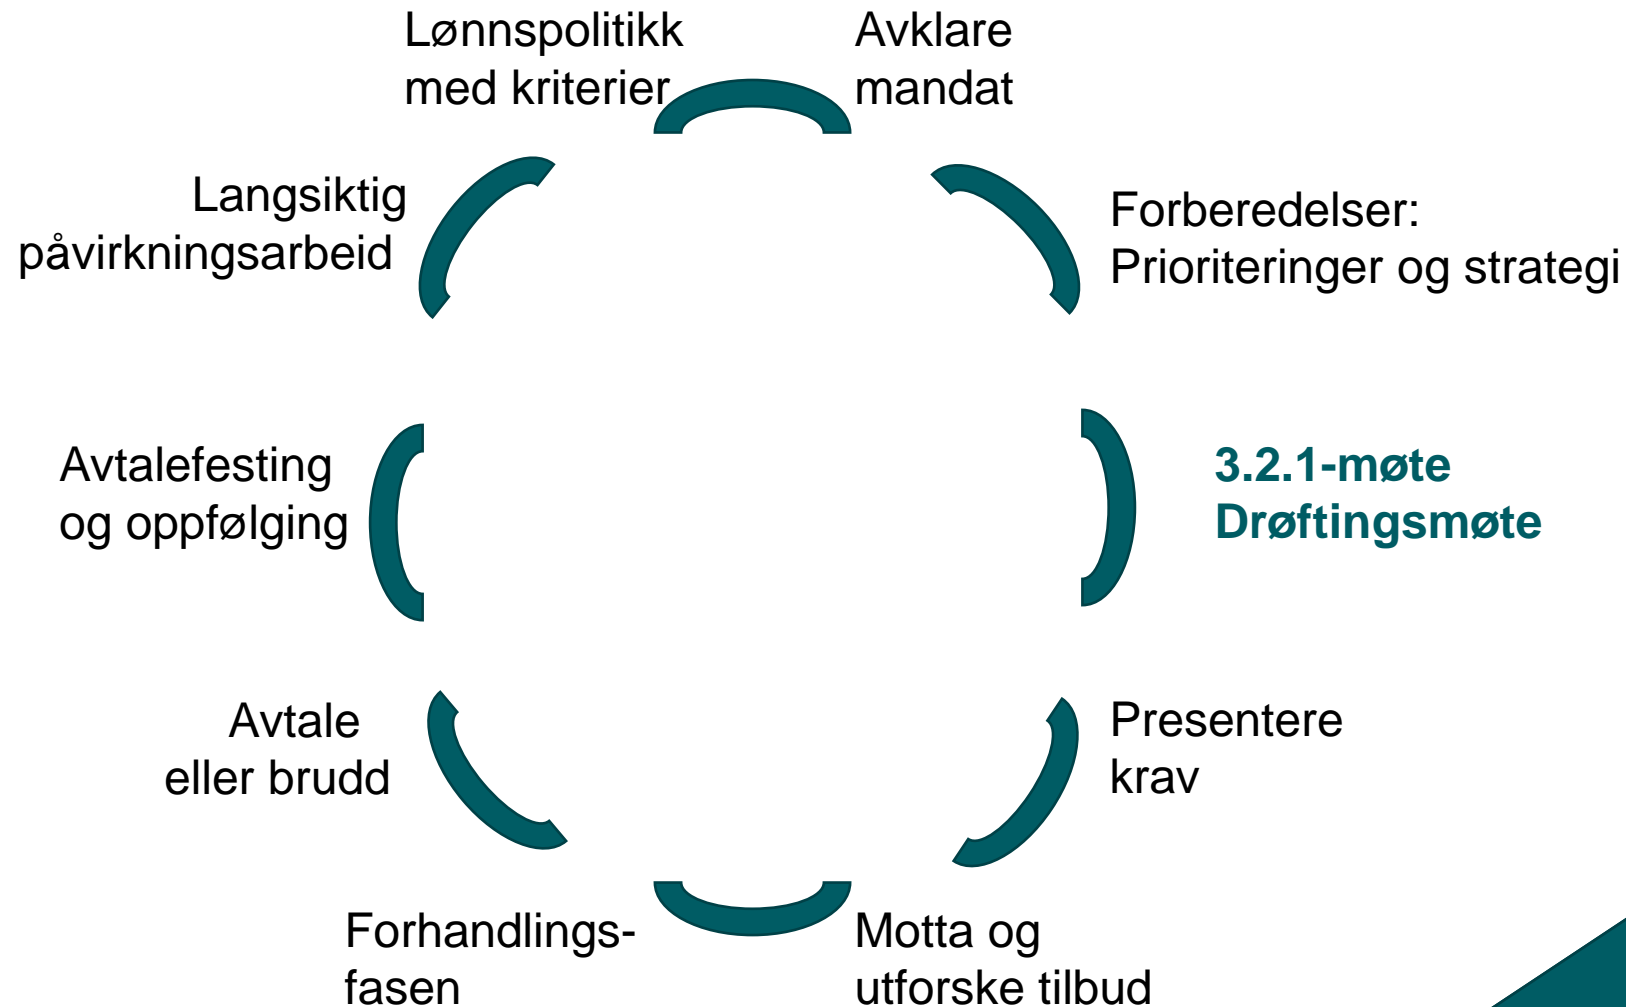 Lønnspolitikk
med kriterier
Avklare
mandat
Forberedelser:
Prioriteringer og strategi
3.2.1-møte
Drøftingsmøte
Presentere
krav
Motta og
utforske tilbud
Forhandlings-
fasen
Avtale
eller brudd
Avtalefesting
og oppfølging
Langsiktig
påvirkningsarbeid